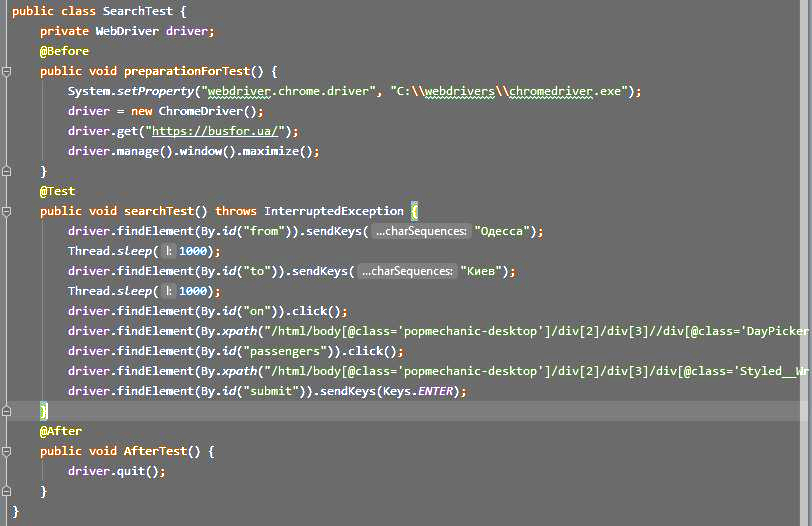 public class SearchTest {
private WebDriver driver;
@Before
public void preparationForTest() {
System.setProperty("webdriver.chrome.driver", "C:\\webdrivers\\chromedriver.exe");
driver = new ChromeDriver();
driver.get("https://busfor.ua/");
driver.manage().window().maximize();
}
@Test
public void searchTest() throws InterruptedException {
driver.findElement(By.id("from")).sendKeys( ...charSequences: "Одесса");
Thread.sleep( l: 1000);
driver.findElement(By.id("to")).sendKeys( ...charSequences: "Киев");
Thread.sleep( l: 1000);
driver.findElement(By.id("on")).click();
driver.findElement(By.xpath("/html/body[@class='popmechanic-desktop']/div[2]/div[3]//div[@class='DayPicker
driver.findElement(By.id("passengers")).click();
driver.findElement(By.xpath("/html/body[@class='popmechanic-desktop']/div[2]/div[3]/div[@class='Styled__Wr
driver.findElement(By.id("submit")).sendKeys(Keys.ENTER);
}
@After
public void AfterTest() {
driver.quit();
}
}